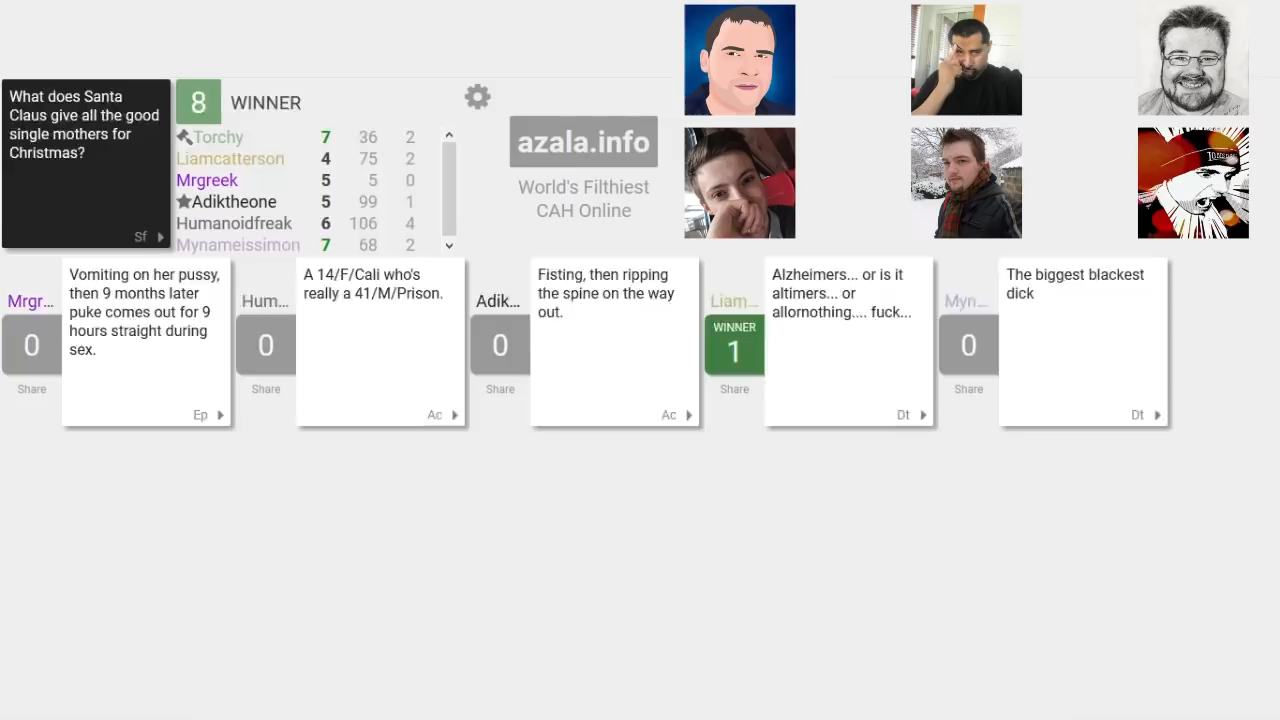 What does Santa
Claus give all the good
single mothers for
Christmas?
Sf
8 WINNER
Torchy 7 36 2
Liamcatterson 4 75 2
Mrgreek 5 5 0
Adiktheone 5 99 1
Humanoidfreak 6 106 4
Mynameissimon 7 68 2
azala.info
World's Filthiest
CAH Online
Mrgr...
0
Share
Vomiting on her pussy,
then 9 months later
puke comes out for 9
hours straight during
sex.
Ep
Hum...
0
Share
A 14/F/Cali who's
really a 41/M/Prison.
Ac
Adik...
0
Share
Fisting, then ripping
the spine on the way
out.
Ac
Liam...
WINNER
1
Share
Alzheimers... or is it
altimers... or
allornothing.... fuck...
Dt
Myn...
0
Share
The biggest blackest
dick
Dt